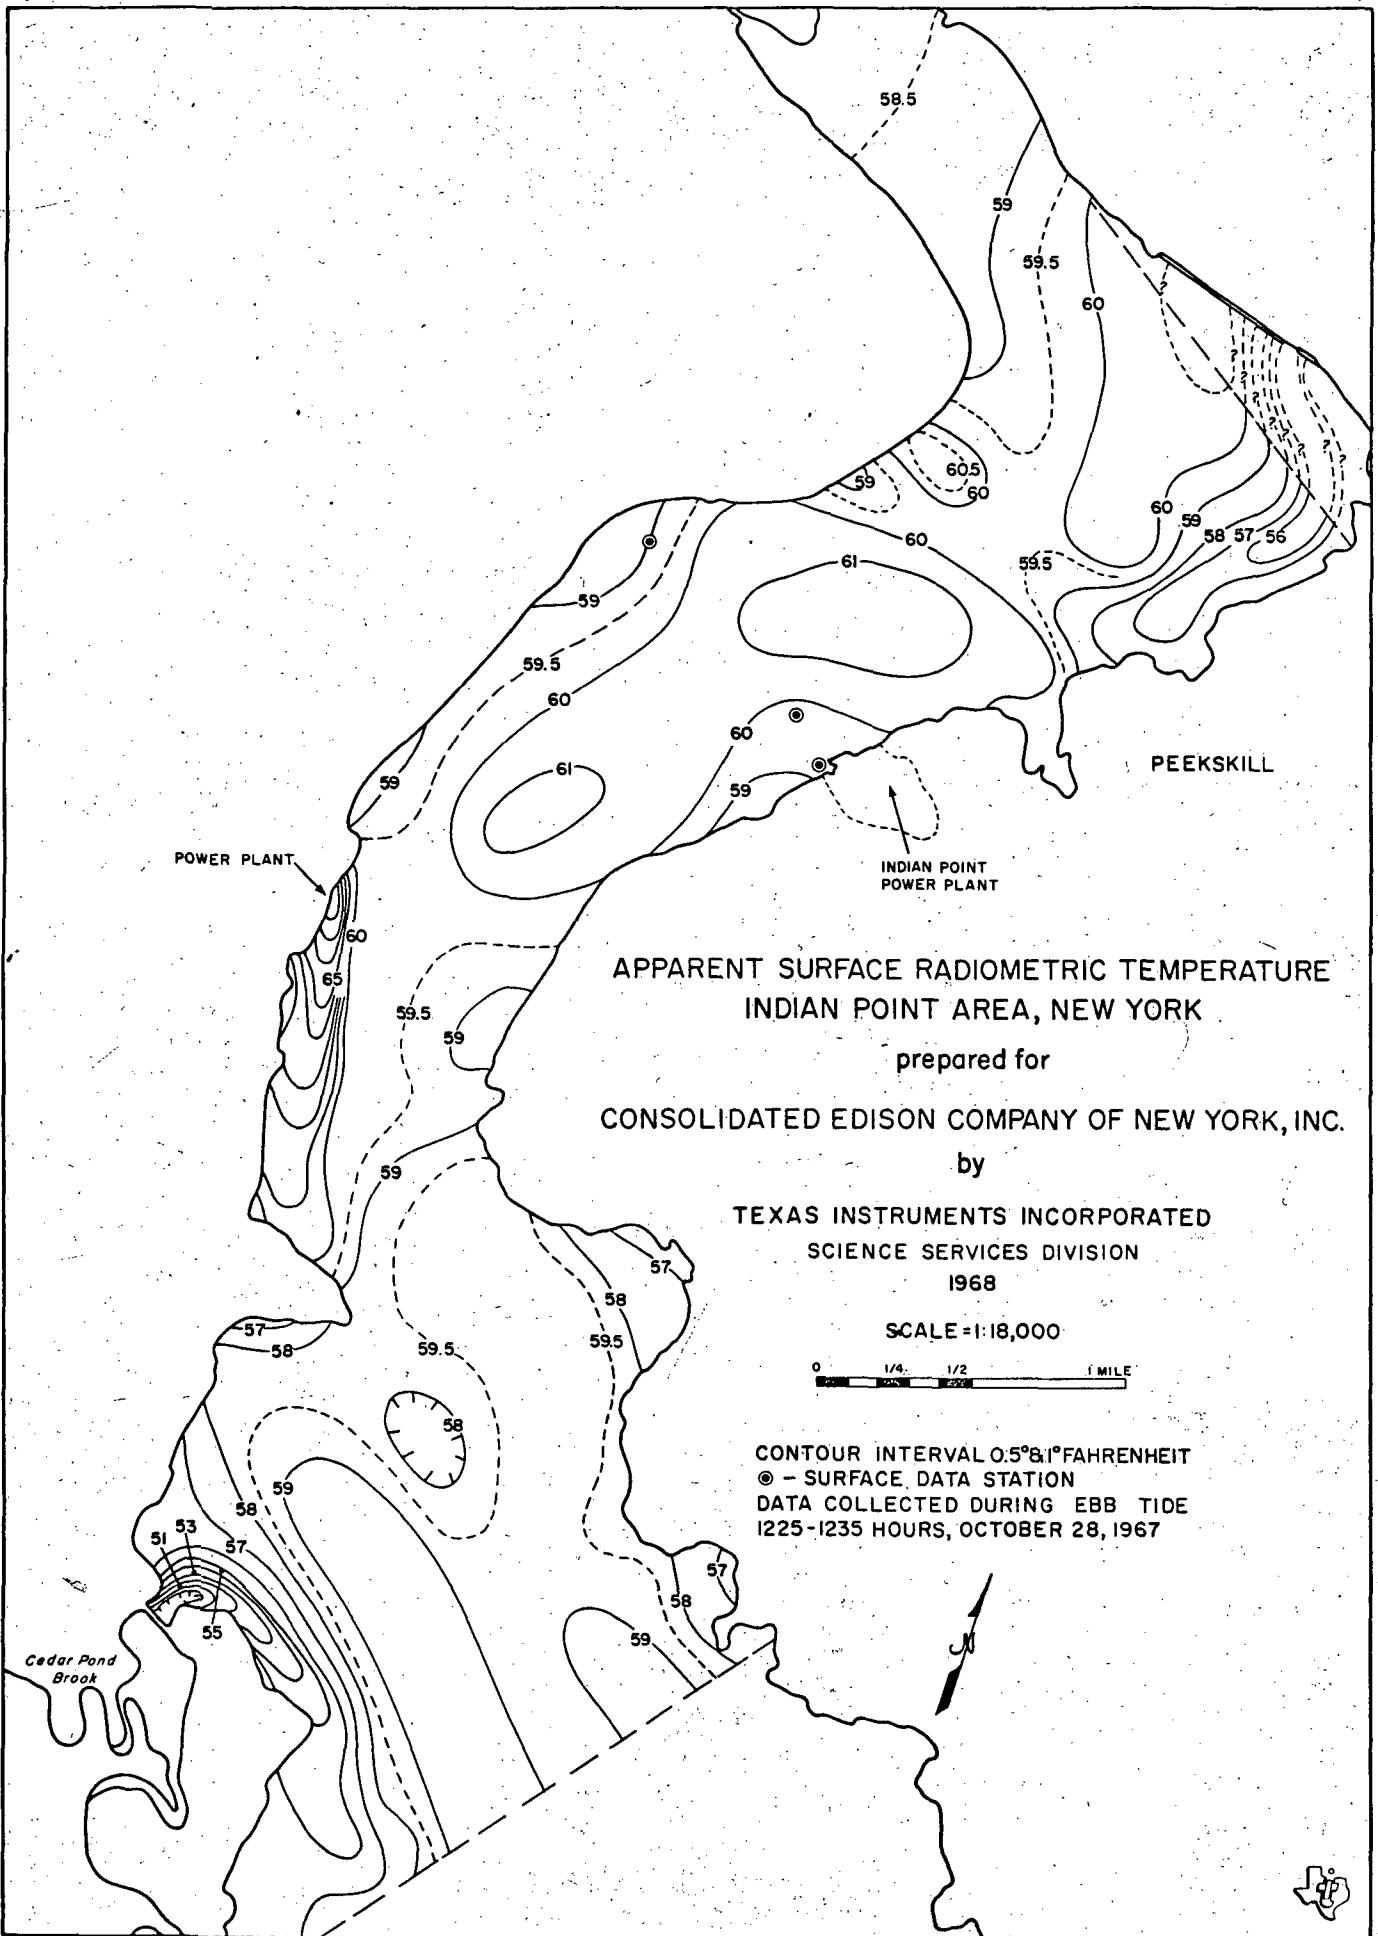 58.5
59
59.5
60
?
?
?
?
?
?
?
?
?
60.5
60
59
60
59
58
57
56
60
61
59.5
59
59.5
60
60
61
59
59
PEEKSKILL
POWER PLANT
INDIAN POINT
POWER PLANT
60
65
59.5
59
APPARENT SURFACE RADIOMETRIC TEMPERATURE
INDIAN POINT AREA, NEW YORK
prepared for
CONSOLIDATED EDISON COMPANY OF NEW YORK, INC.
by
TEXAS INSTRUMENTS INCORPORATED
SCIENCE SERVICES DIVISION
1968
SCALE = 1:18,000
0 1/4 1/2 1 MILE
59
57
58
57
58
59.5
59.5
58
59
58
57
53
51
55
57
58
59
CONTOUR INTERVAL 0.5° & 1° FAHRENHEIT
◉ - SURFACE DATA STATION
DATA COLLECTED DURING EBB TIDE
1225-1235 HOURS, OCTOBER 28, 1967
N
Cedar Pond
Brook
TI